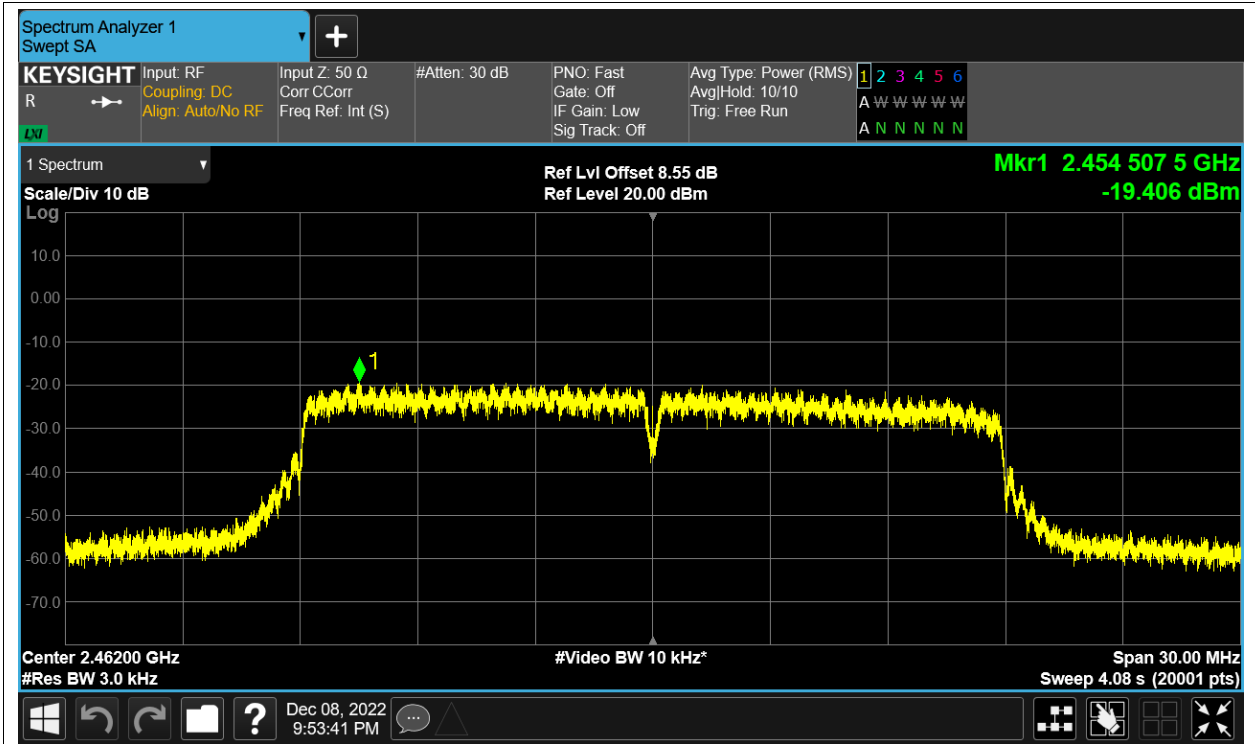 Spectrum Analyzer 1
Swept SA
+
KEYSIGHT
R
LXI
Input: RF
Coupling: DC
Align: Auto/No RF
Input Z: 50 Ω
Corr CCorr
Freq Ref: Int (S)
#Atten: 30 dB
PNO: Fast
Gate: Off
IF Gain: Low
Sig Track: Off
Avg Type: Power (RMS)
Avg|Hold: 10/10
Trig: Free Run
1 2 3 4 5 6
A W W W W W
A N N N N N
1 Spectrum
Scale/Div 10 dB
Log
Ref Lvl Offset 8.55 dB
Ref Level 20.00 dBm
Mkr1 2.454 507 5 GHz
-19.406 dBm
10.0
0.00
-10.0
-20.0
-30.0
-40.0
-50.0
-60.0
-70.0
1
Center 2.46200 GHz
#Res BW 3.0 kHz
#Video BW 10 kHz*
Span 30.00 MHz
Sweep 4.08 s (20001 pts)
?
Dec 08, 2022
9:53:41 PM